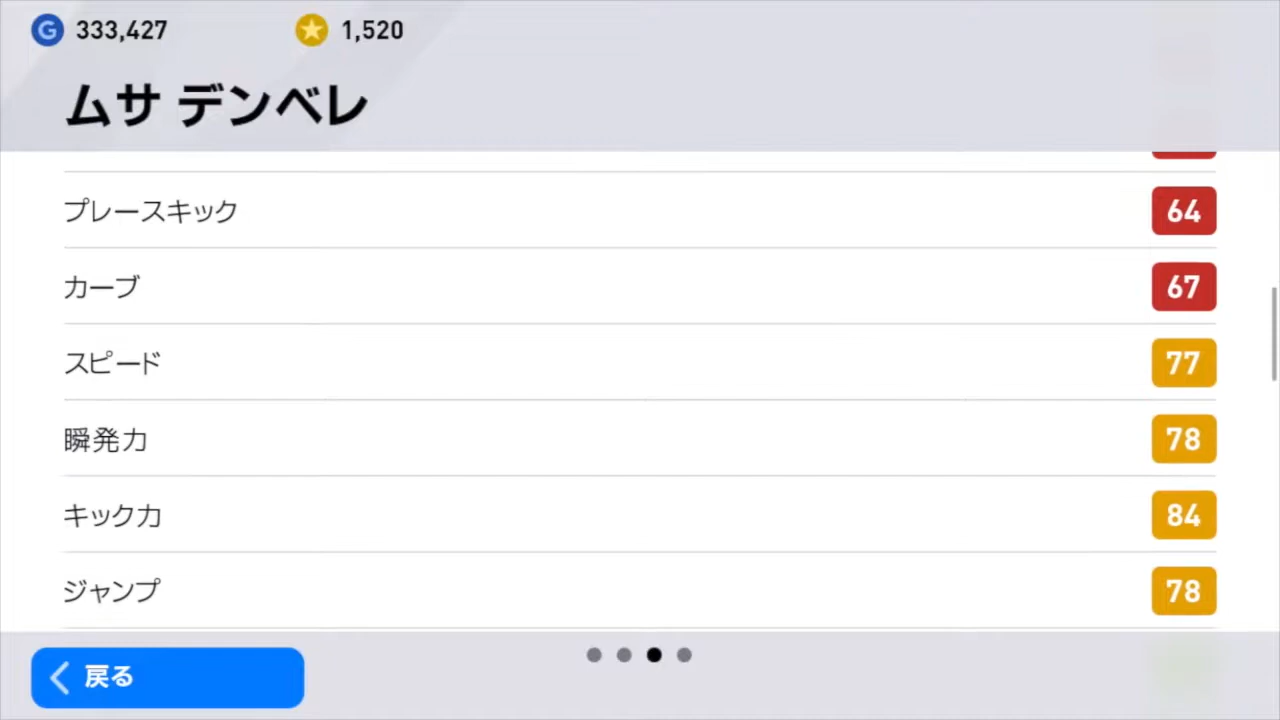 G 333,427 1,520
ムサ デンベレ
プレースキック 64
カーブ 67
スピード 77
瞬発力 78
キック力 84
ジャンプ 78
戻る